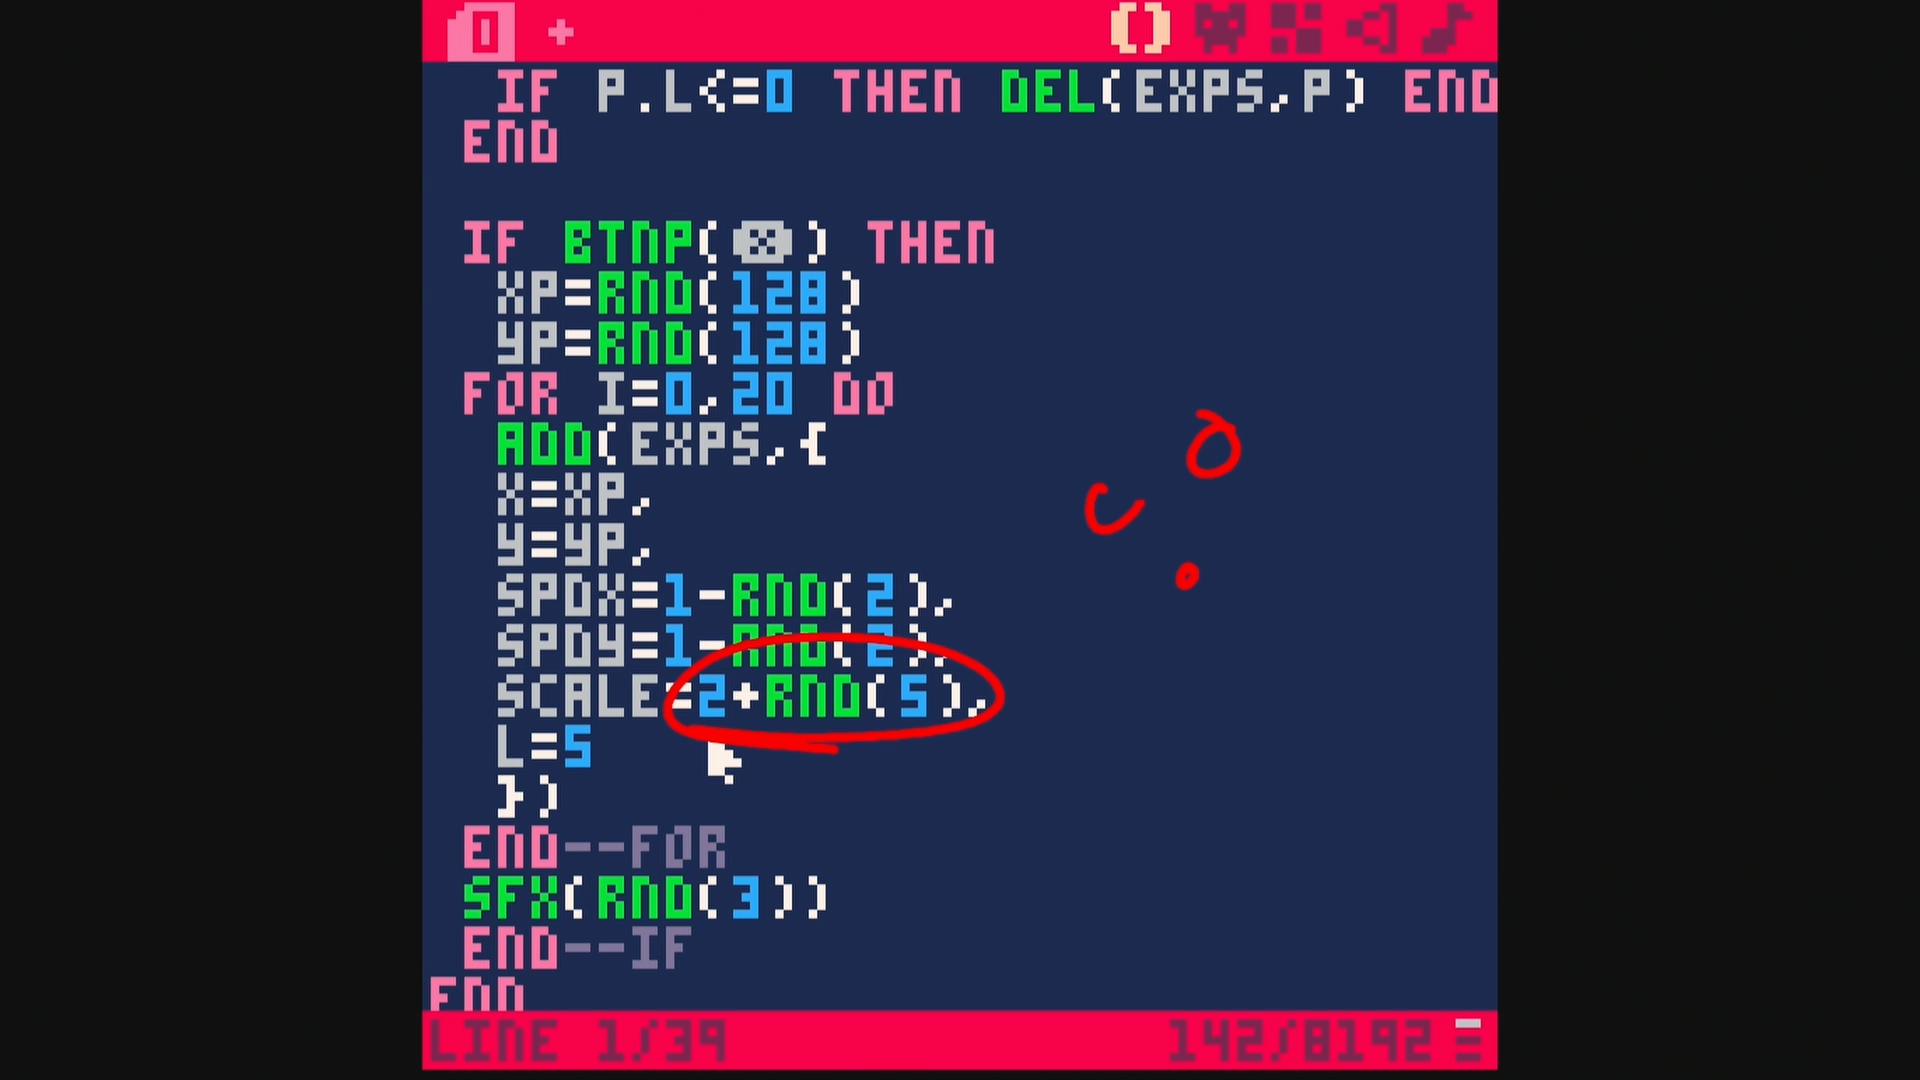 0 +
IF P.L<=0 THEN DEL(EXPS,P) END
END
IF BTNP(❎) THEN
XP=RND(128)
YP=RND(128)
FOR I=0,20 DO
ADD(EXPS,{
X=XP,
Y=YP,
SPDX=1-RND(2),
SPDY=1-RND(2),
SCALE=2+RND(5),
L=5
})
END--FOR
SFX(RND(3))
END--IF
END
LINE 1/39 142/8192